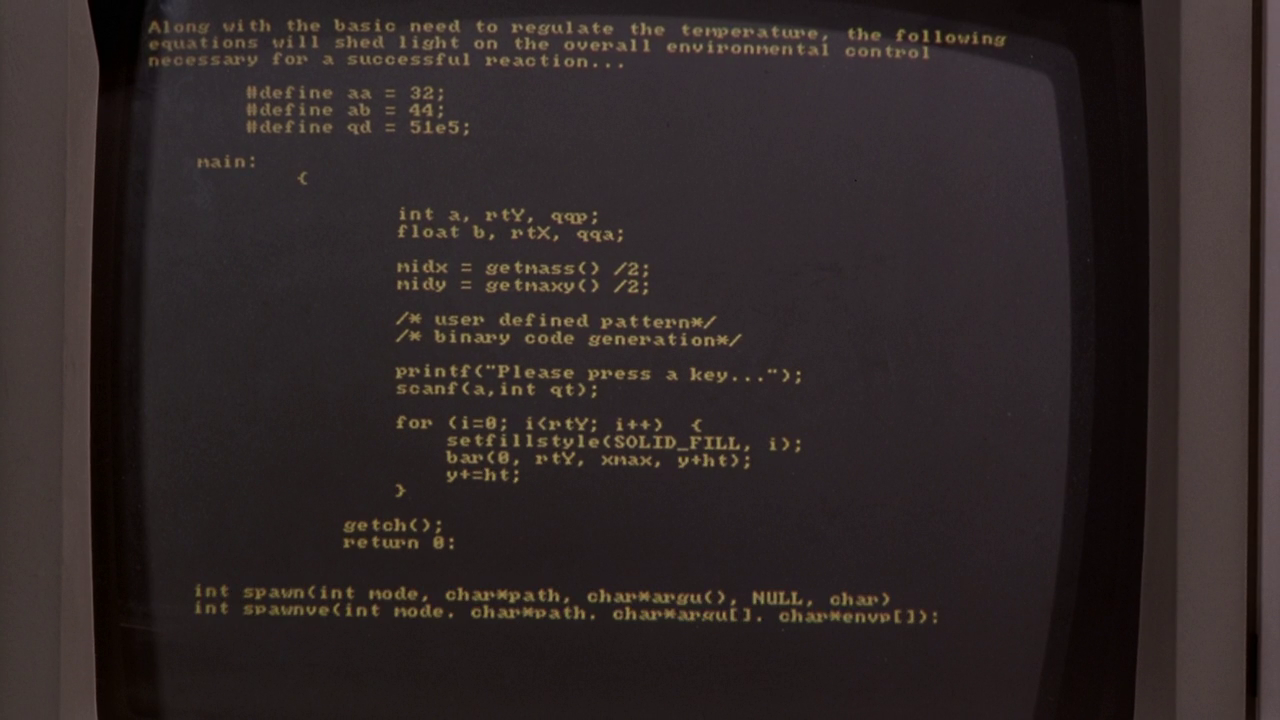 Along with the basic need to regulate the temperature, the following
equations will shed light on the overall environmental control
necessary for a successful reaction...
#define aa = 32;
#define ab = 44;
#define qd = 51e5;
main:
{
int a, rtY, qqp;
float b, rtX, qqa;
midx = getmass() /2;
midy = getmaxy() /2;
/* user defined pattern*/
/* binary code generation*/
printf("Please press a key...");
scanf(a,int qt);
for (i=0; i<rtY; i++) {
setfillstyle(SOLID_FILL, i);
bar(0, rtY, xmax, y+ht);
y+=ht;
}
getch();
return 0:
int spawn(int mode, char*path, char*argu(), NULL, char)
int spawnve(int mode, char*path, char*argu[], char*envp[]):